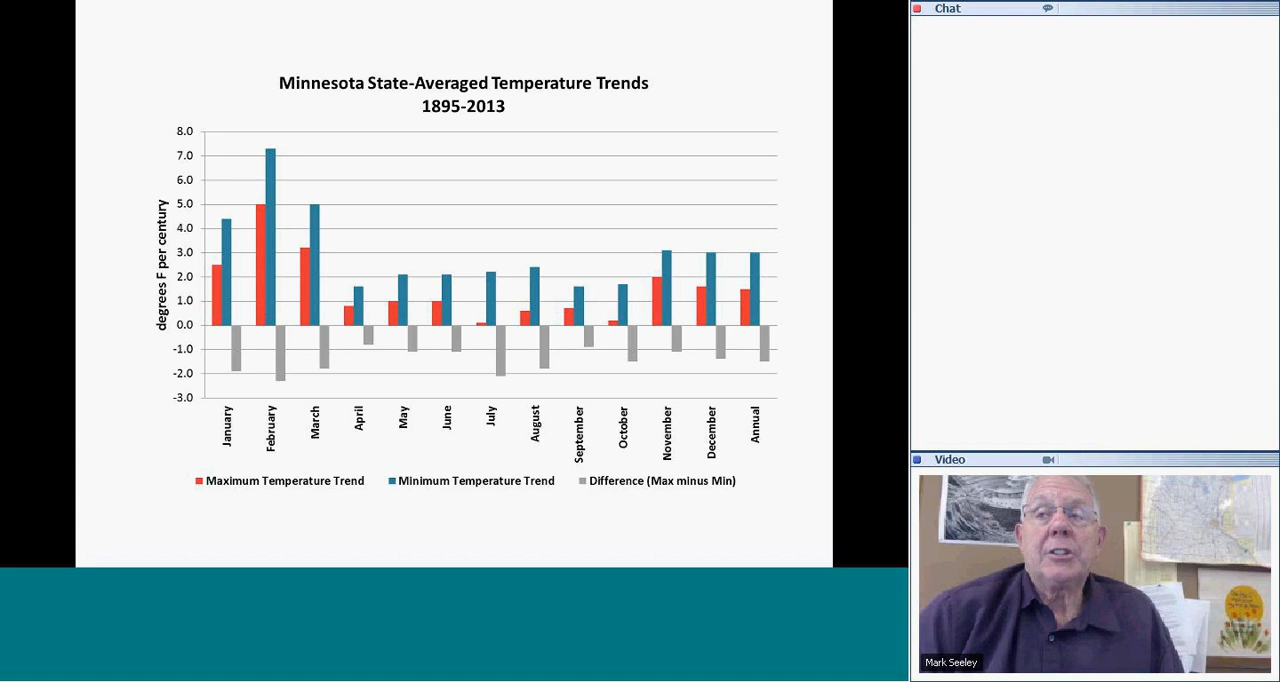 Minnesota State-Averaged Temperature Trends
1895-2013
degrees F per century
8.0
7.0
6.0
5.0
4.0
3.0
2.0
1.0
0.0
-1.0
-2.0
-3.0
January
February
March
April
May
June
July
August
September
October
November
December
Annual
Maximum Temperature Trend
Minimum Temperature Trend
Difference (Max minus Min)
Chat
Video
Mark Seeley